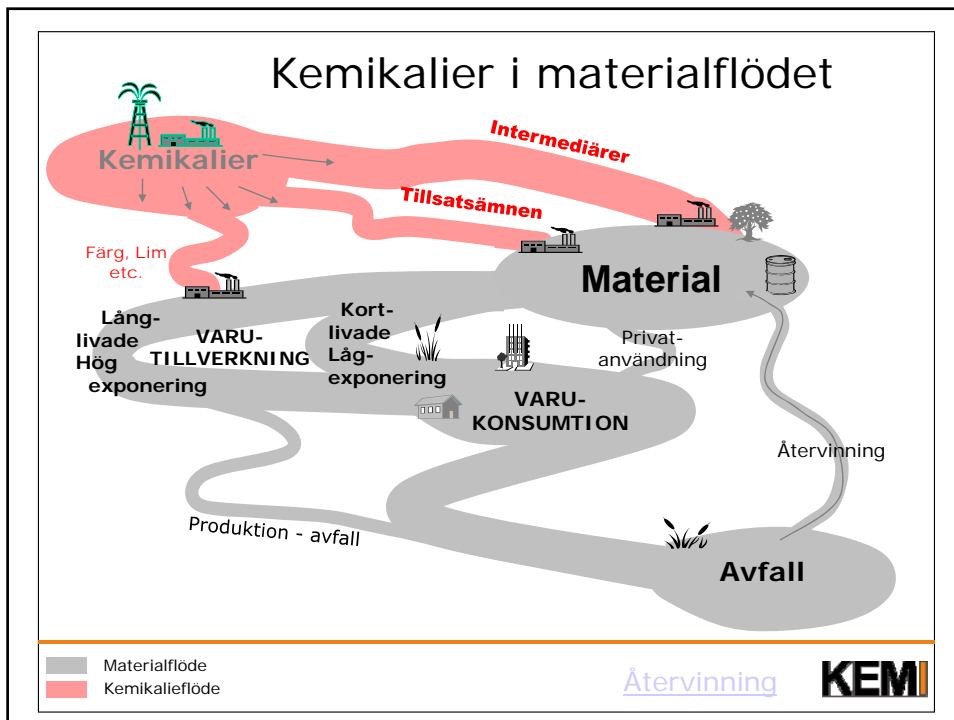 Kemikalier i materialflödet
Intermediärer
Kemikalier
Tillsatsämnen
Färg, Lim
etc.
Material
Lång-
livade
Hög
exponering
VARU-
TILLVERKNING
Kort-
livade
Låg-
exponering
Privat-
användning
VARU-
KONSUMTION
Återvinning
Produktion - avfall
Avfall
Materialflöde
Kemikalieflöde
Återvinning
KEMI